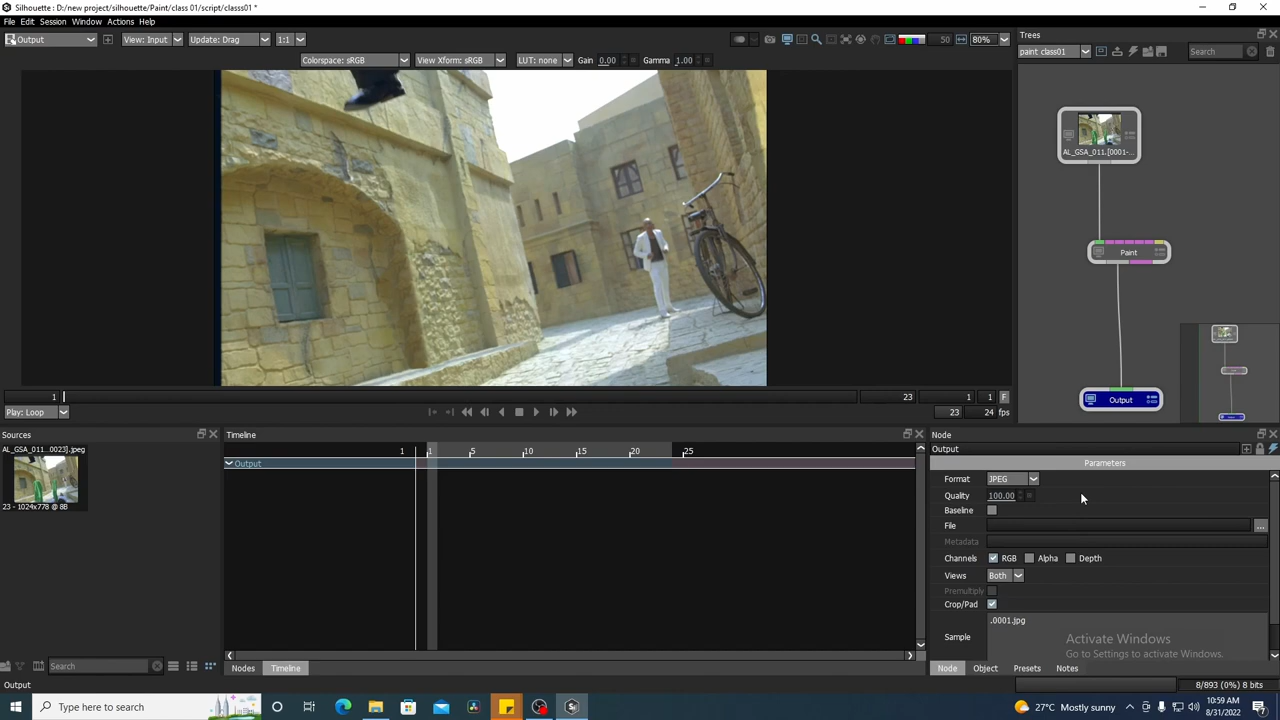 Silhouette : D:/new project/silhouette/Paint/class 01/script/classs01 *
File Edit Session Window Actions Help
Output View: Input Update: Drag 1:1 50 80%
Colorspace: sRGB View Xform: sRGB LUT: none Gain 0.00 Gamma 1.00
Trees
paint class01 Search
AL_GSA_011.[0001-...
Paint
Output
1 23 1 1 F
Play: Loop 23 24 fps
Sources
AL_GSA_011...0023].jpeg
23 - 1024x778 @ 8B
Search
Timeline
1 1 5 10 15 20 25
Output
Nodes Timeline
Node
Output
Parameters
Format JPEG
Quality 100.00
Baseline
File ...
Metadata
Channels RGB Alpha Depth
Views Both
Premultiply
Crop/Pad
.0001.jpg
Sample
Activate Windows
Go to Settings to activate Windows.
Node Object Presets Notes
Output 8/893 (0%) 8 bits
Type here to search 27°C Mostly sunny 10:59 AM
8/31/2022